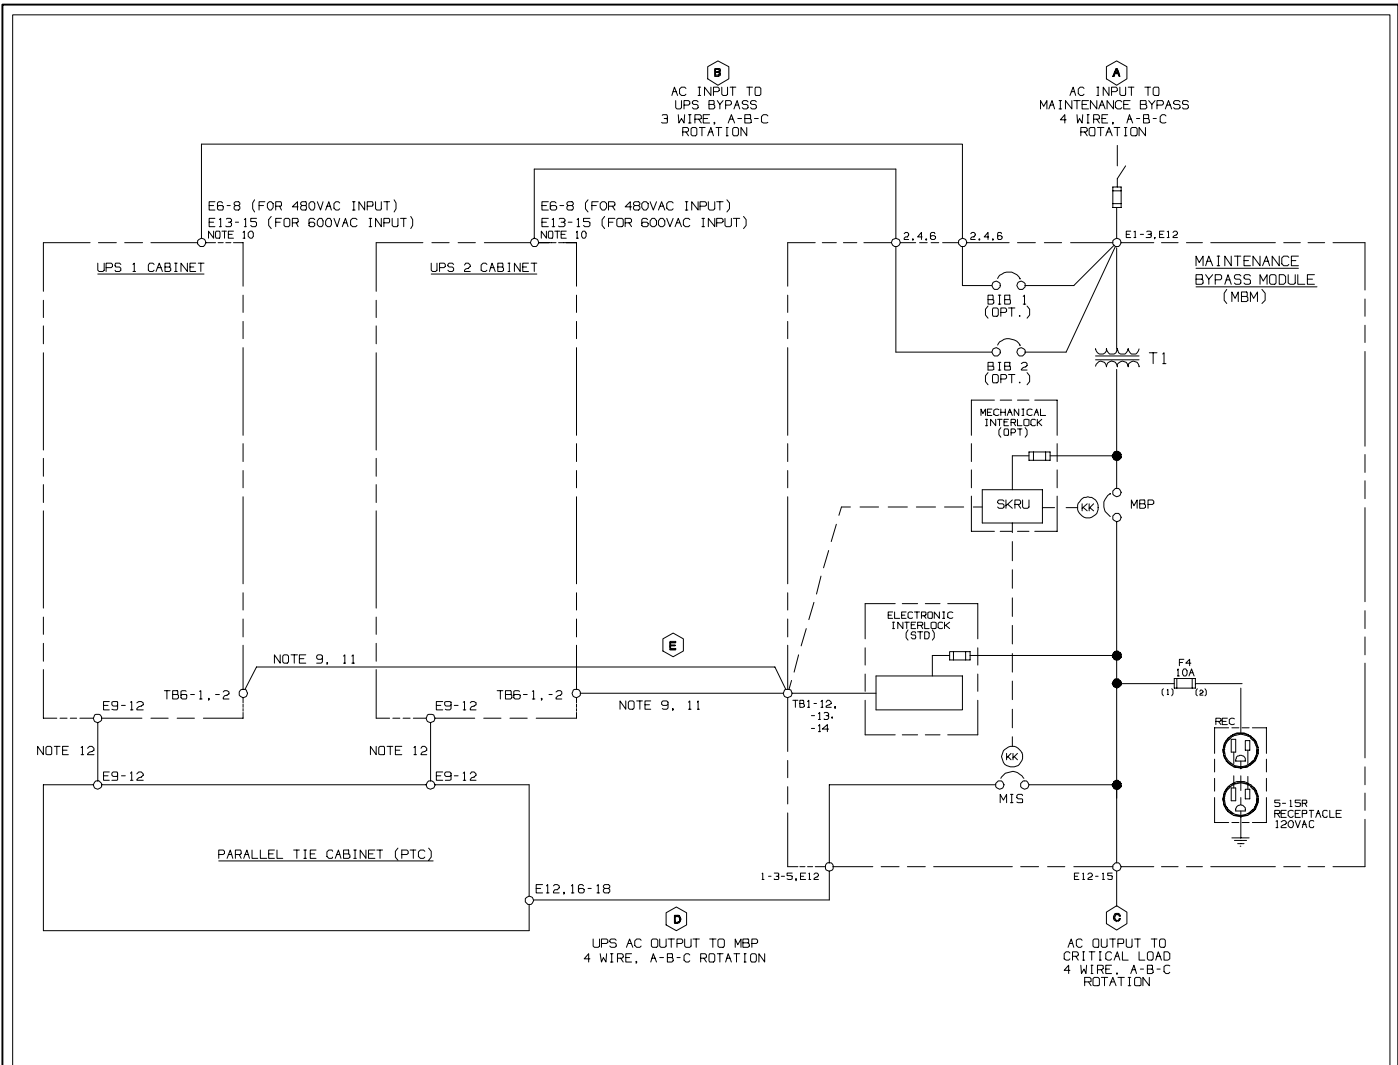 B
AC INPUT TO
UPS BYPASS
3 WIRE, A-B-C
ROTATION
A
AC INPUT TO
MAINTENANCE BYPASS
4 WIRE, A-B-C
ROTATION
E6-8 (FOR 480VAC INPUT)
E13-15 (FOR 600VAC INPUT)
NOTE 10
E6-8 (FOR 480VAC INPUT)
E13-15 (FOR 600VAC INPUT)
NOTE 10
2,4,6
2,4,6
E1-3,E12
UPS 1 CABINET
UPS 2 CABINET
MAINTENANCE
BYPASS MODULE
(MBM)
BIB 1
(OPT.)
BIB 2
(OPT.)
T1
MECHANICAL
INTERLOCK
(OPT)
SKRU
KK
MBP
ELECTRONIC
INTERLOCK
(STD)
E
NOTE 9, 11
TB6-1,-2
TB6-1,-2
NOTE 9, 11
TB1-12,
-13,
-14
F4
10A
(1)
(2)
REC
E9-12
E9-12
NOTE 12
NOTE 12
E9-12
E9-12
KK
MIS
5-15R
RECEPTACLE
120VAC
PARALLEL TIE CABINET (PTC)
1-3-5,E12
E12-15
E12,16-18
D
UPS AC OUTPUT TO MBP
4 WIRE, A-B-C ROTATION
C
AC OUTPUT TO
CRITICAL LOAD
4 WIRE, A-B-C
ROTATION